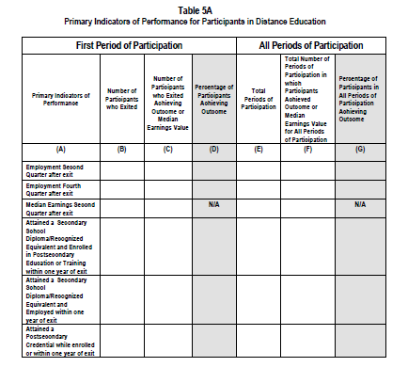 Table 5A
Primary Indicators of Performance for Participants in Distance Education
First Period of Participation
All Periods of Participation
Primary Indicators of
Performance
Number of
Participants
who Exited
Number of
Participants
who Exited
Achieving
Outcome or
Median
Earnings Value
Percentage of
Participants
Achieving
Outcome
Total
Periods of
Participation
Total Number of
Periods of
Participation in
which
Participants
Achieved
Outcome or
Median
Earnings Value
for All Periods
of Participation
Percentage of
Participants in
All Periods of
Participation
Achieving
Outcome
(A)
(B)
(C)
(D)
(E)
(F)
(G)
Employment Second
Quarter after exit
Employment Fourth
Quarter after exit
Median Earnings Second
Quarter after exit
N/A
N/A
Attained a Secondary
School
Diploma/Recognized
Equivalent and Enrolled
in Postsecondary
Education or Training
within one year of exit
Attained a Secondary
School
Diploma/Recognized
Equivalent and
Employed within one
year of exit
Attained a
Postsecondary
Credential while enrolled
or within one year of exit